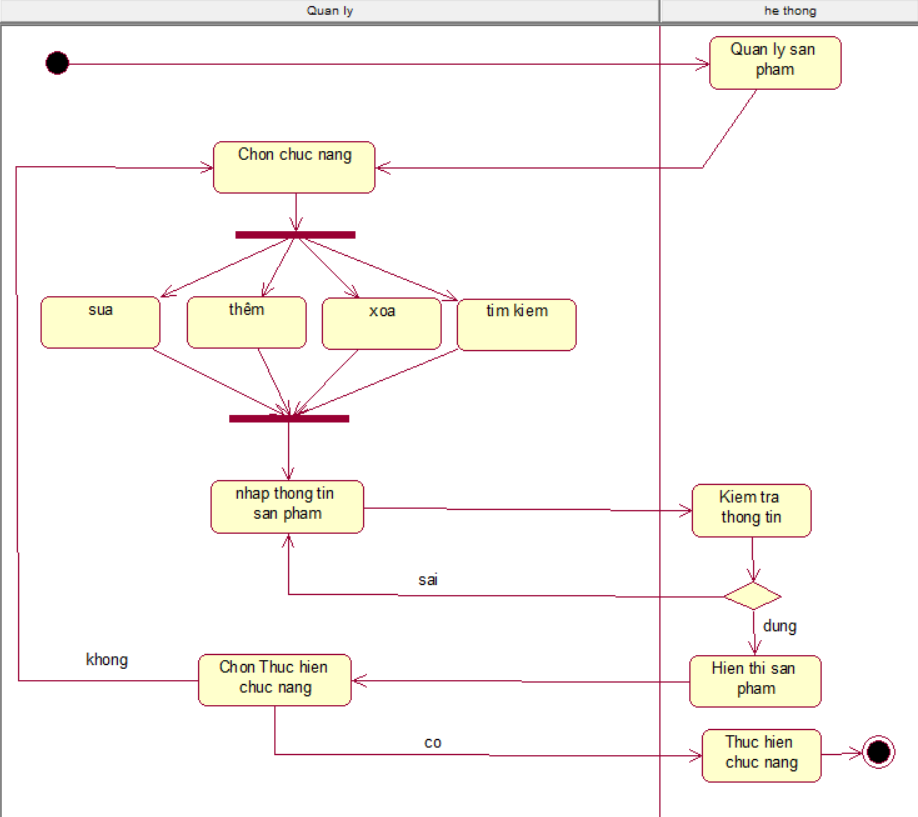 Quan ly
he thong
Quan ly san
pham
Chon chuc nang
sua
thêm
xoa
tim kiem
nhap thong tin
san pham
Kiem tra
thong tin
sai
dung
khong
Chon Thuc hien
chuc nang
Hien thi san
pham
co
Thuc hien
chuc nang